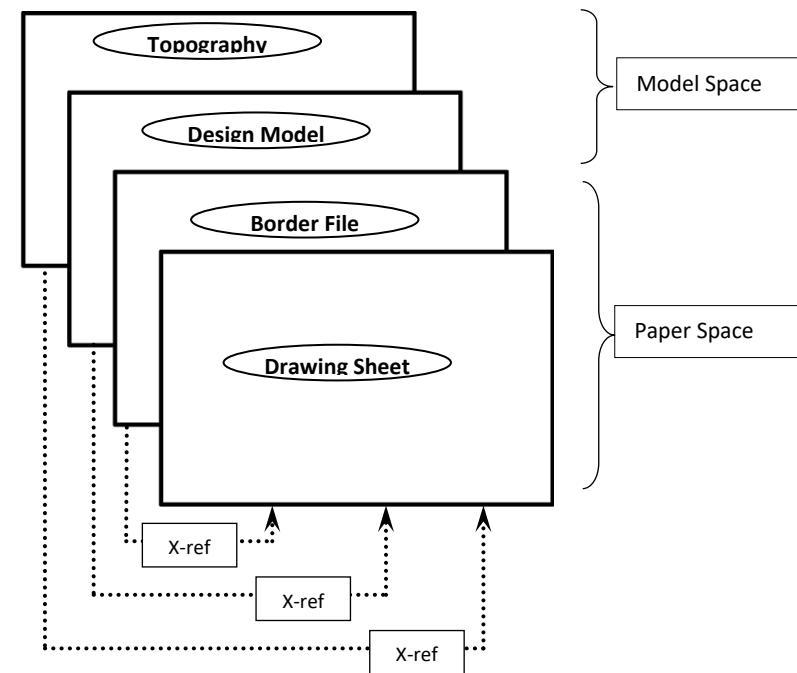 Topography
Model Space
Design Model
Border File
Paper Space
Drawing Sheet
X-ref
X-ref
X-ref